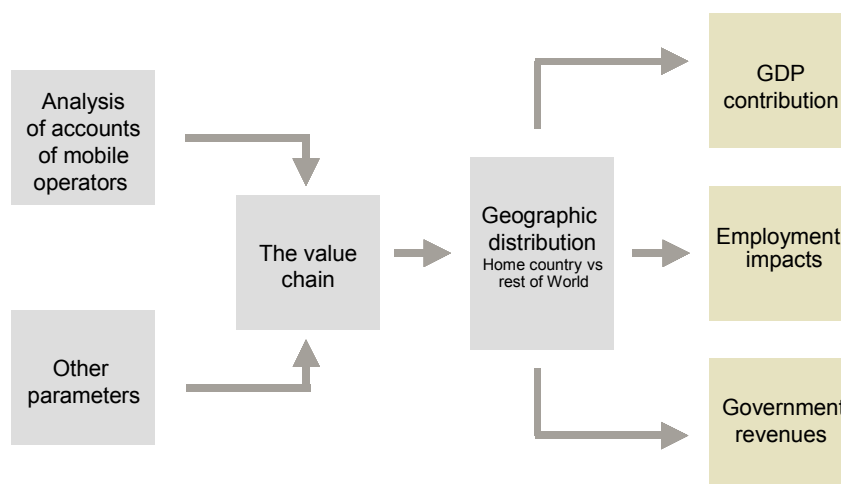 Analysis
of accounts
of mobile
operators
Other
parameters
The value
chain
Geographic
distribution
Home country vs
rest of World
GDP
contribution
Employment
impacts
Government
revenues